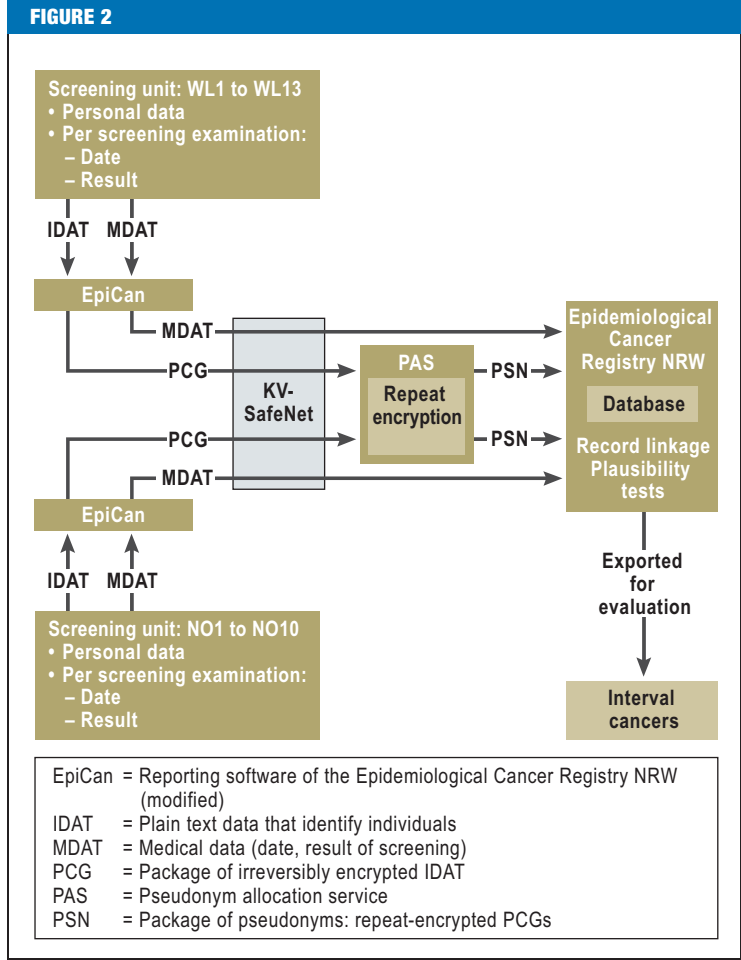 FIGURE 2
Screening unit: WL1 to WL13
• Personal data
• Per screening examination:
– Date
– Result
IDAT MDAT
EpiCan
MDAT
PCG
KV-
SafeNet
PCG
MDAT
PAS
Repeat
encryption
PSN
PSN
Epidemiological
Cancer
Registry NRW
Database
Record linkage
Plausibility
tests
EpiCan
IDAT MDAT
Screening unit: NO1 to NO10
• Personal data
• Per screening examination:
– Date
– Result
Exported
for
evaluation
Interval
cancers
EpiCan = Reporting software of the Epidemiological Cancer Registry NRW
(modified)
IDAT = Plain text data that identify individuals
MDAT = Medical data (date, result of screening)
PCG = Package of irreversibly encrypted IDAT
PAS = Pseudonym allocation service
PSN = Package of pseudonyms: repeat-encrypted PCGs